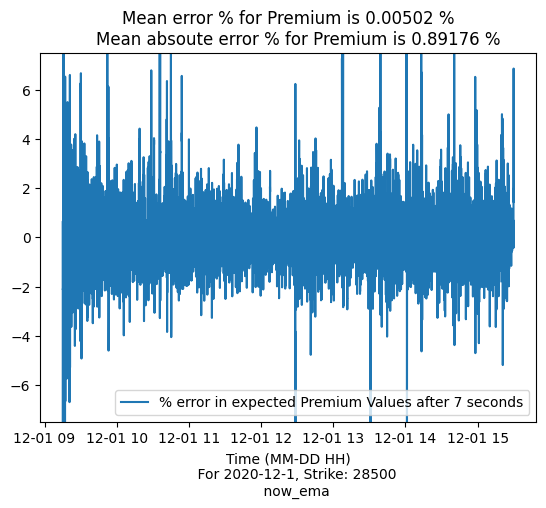 Mean error % for Premium is 0.00502 %
Mean absoute error % for Premium is 0.89176 %
6
4
2
0
−2
−4
−6
% error in expected Premium Values after 7 seconds
12-01 09 12-01 10 12-01 11 12-01 12 12-01 13 12-01 14 12-01 15
Time (MM-DD HH)
For 2020-12-1, Strike: 28500
now_ema